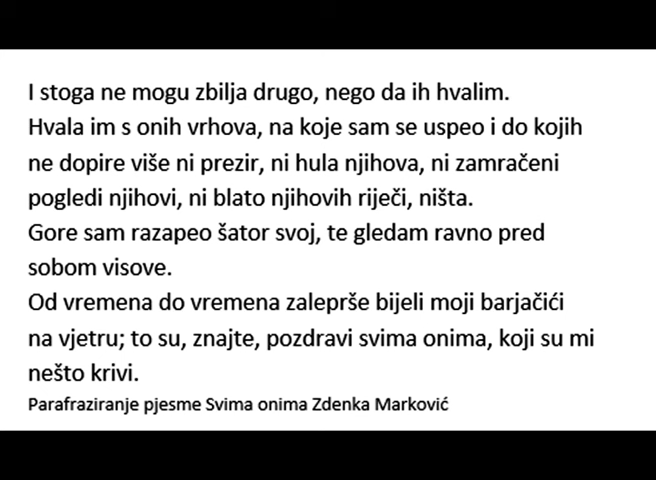 I stoga ne mogu zbilja drugo, nego da ih hvalim.
Hvala im s onih vrhova, na koje sam se uspeo i do kojih
ne dopire više ni prezir, ni hula njihova, ni zamračeni
pogledi njihovi, ni blato njihovih riječi, ništa.
Gore sam razapeo šator svoj, te gledam ravno pred
sobom visove.
Od vremena do vremena zaleprše bijeli moji barjačići
na vjetru; to su, znajte, pozdravi svima onima, koji su mi
nešto krivi.
Parafraziranje pjesme Svima onima Zdenka Marković